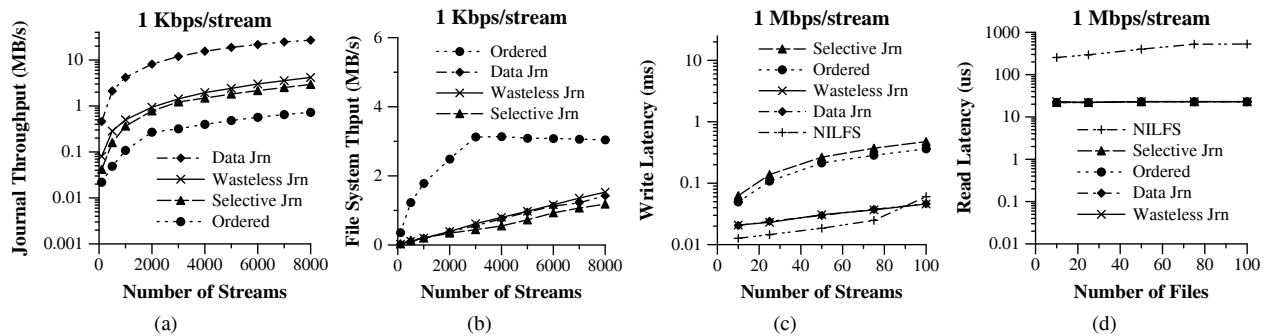 1 Kbps/stream
Journal Throughput (MB/s)
10
1
0.1
0.01
0.001
Data Jrn
Wasteless Jrn
Selective Jrn
Ordered
0
2000
4000
6000
8000
Number of Streams
(a)
1 Kbps/stream
File System Thput (MB/s)
6
4
2
0
Ordered
Data Jrn
Wasteless Jrn
Selective Jrn
0
2000
4000
6000
8000
Number of Streams
(b)
1 Mbps/stream
Write Latency (ms)
10
1
0.1
0.01
Selective Jrn
Ordered
Wasteless Jrn
Data Jrn
NILFS
0
20
40
60
80
100
Number of Streams
(c)
1 Mbps/stream
Read Latency (us)
1000
100
10
1
0.1
0.01
NILFS
Selective Jrn
Ordered
Data Jrn
Wasteless Jrn
0
20
40
60
80
100
Number of Files
(d)